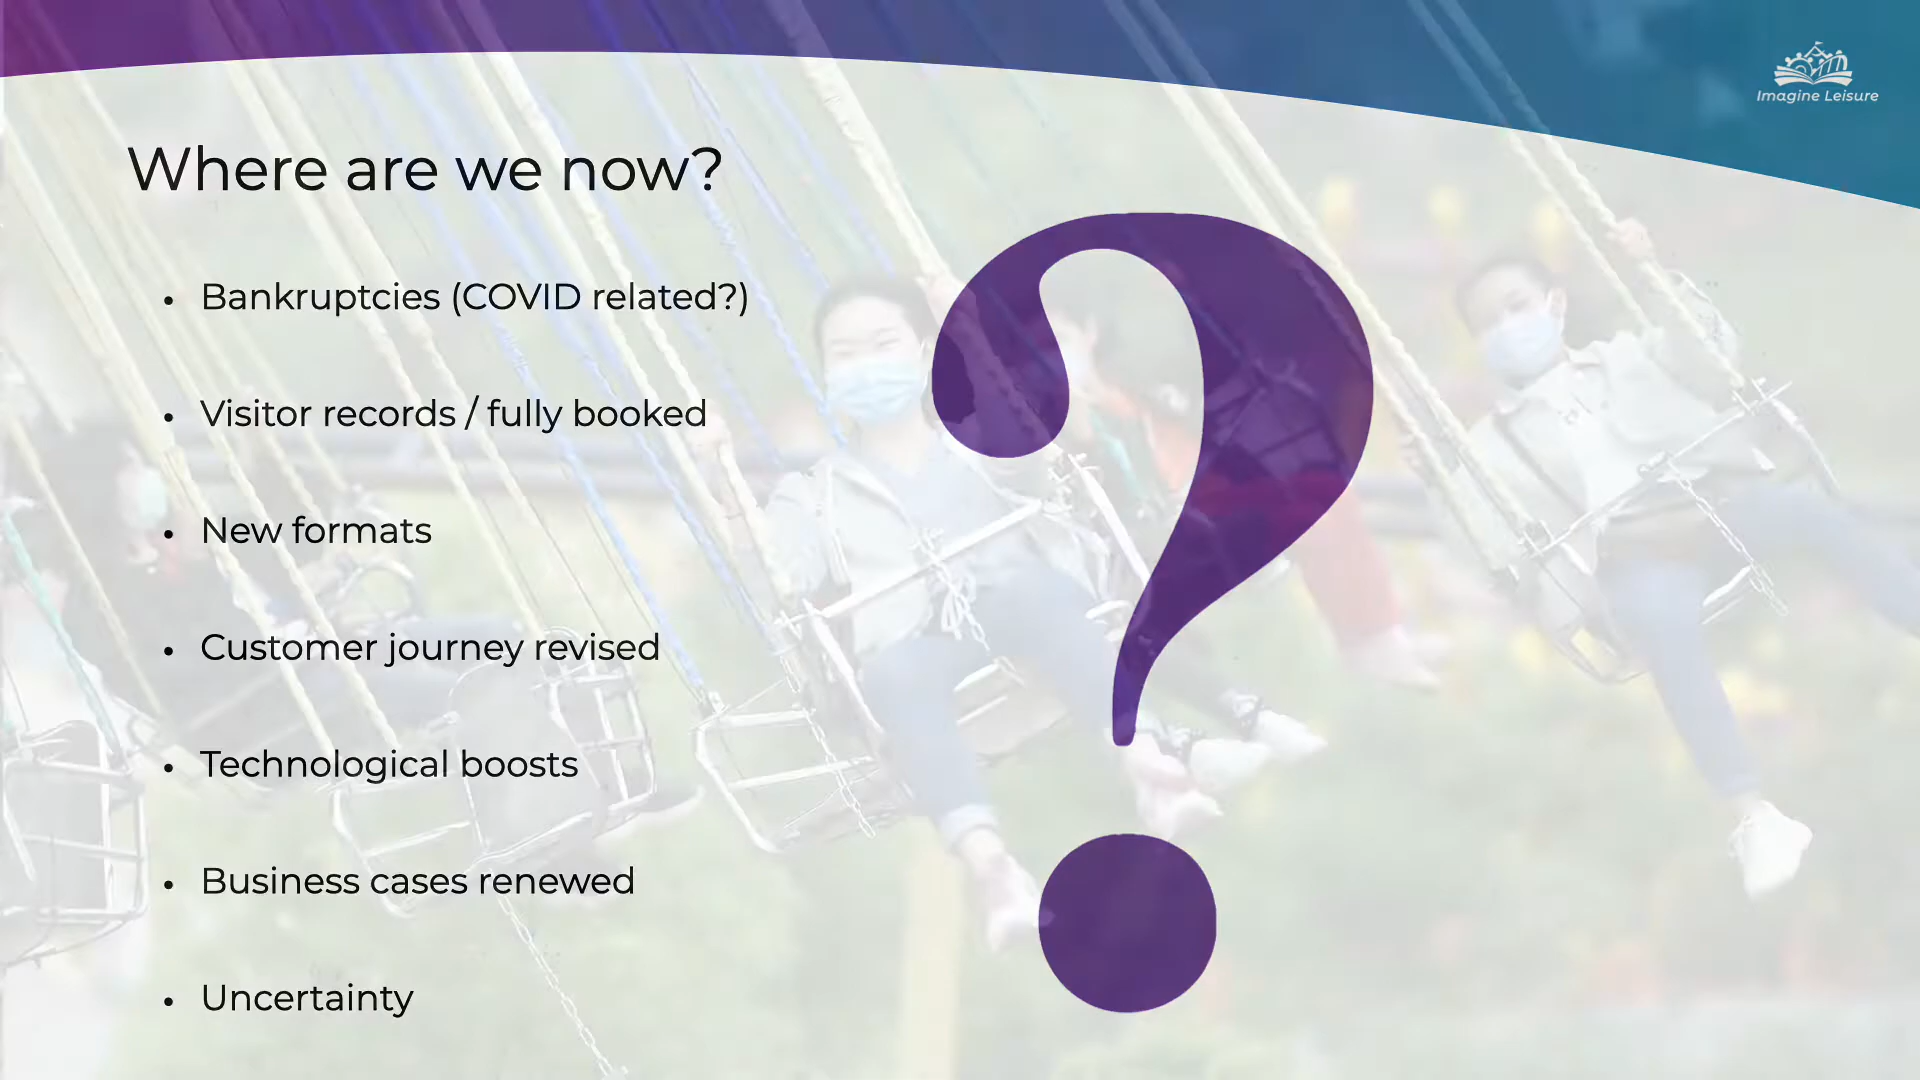 Imagine Leisure
Where are we now?
• Bankruptcies (COVID related?)
• Visitor records / fully booked
• New formats
• Customer journey revised
• Technological boosts
• Business cases renewed
• Uncertainty
?